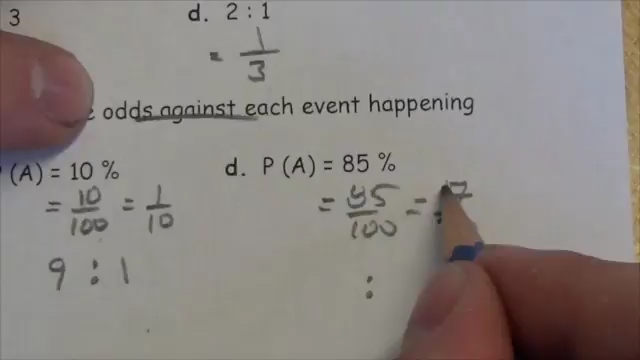 3
d. 2 : 1
= 1/3
odds against each event happening
(A) = 10 %
= 10/100 = 1/10
9 : 1
d. P (A) = 85 %
= 85/100 = 17
: